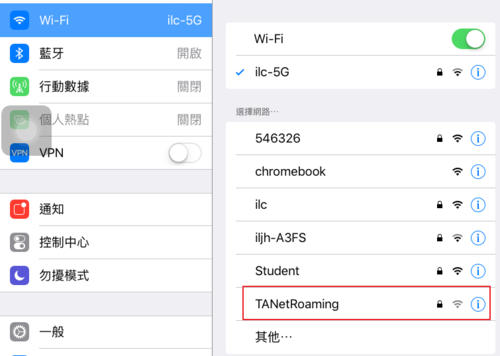 Wi-Fi ilc-5G
藍牙 開啟
行動數據 關閉
個人熱點 關閉
VPN VPN
通知
控制中心
勿擾模式
一般
Wi-Fi
ilc-5G
選擇網路...
546326
chromebook
ilc
iljh-A3FS
Student
TANetRoaming
其他…